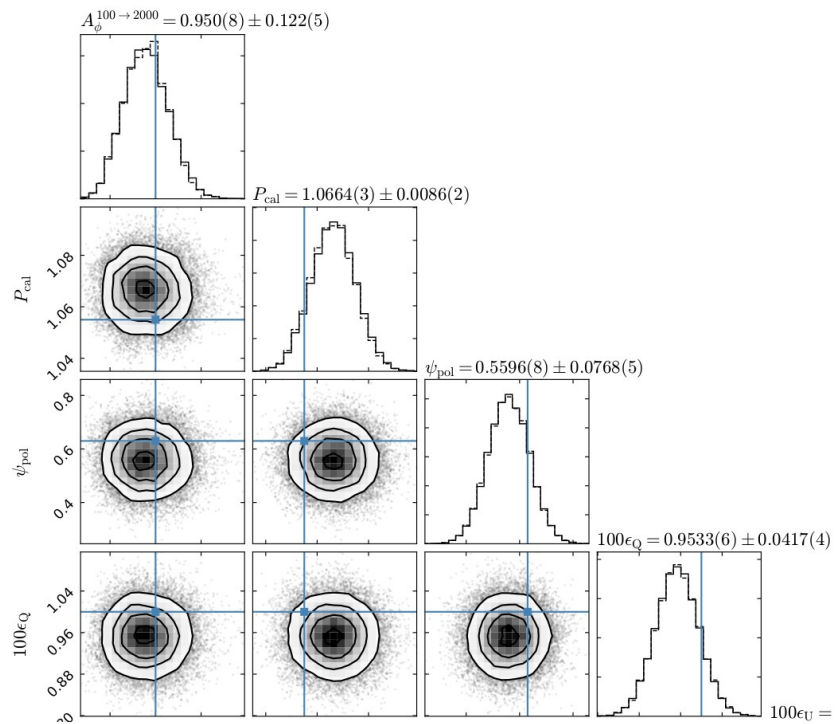 A_ϕ^{100→2000} = 0.950(8) ± 0.122(5)
P_cal = 1.0664(3) ± 0.0086(2)
1.08
1.06
1.04
P_cal
ψ_pol = 0.5596(8) ± 0.0768(5)
0.8
0.6
0.4
ψ_pol
100ϵ_Q = 0.9533(6) ± 0.0417(4)
1.04
0.96
0.88
100ϵ_Q
100ϵ_U =